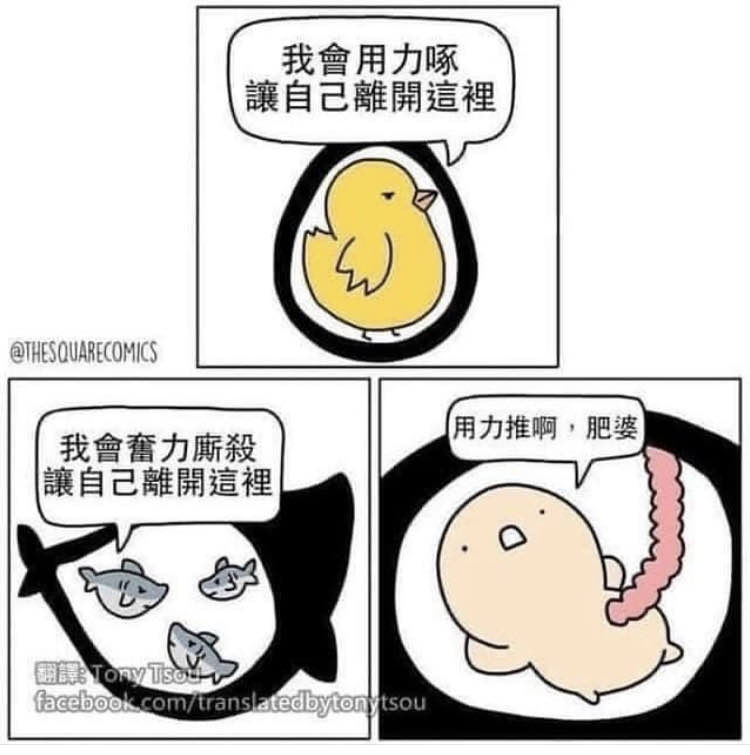 我會用力啄
讓自己離開這裡
@THESQUARECOMICS
我會奮力廝殺
讓自己離開這裡
用力推啊，肥婆
翻譯: Tony Tsou
facebook.com/translatedbytonytsou